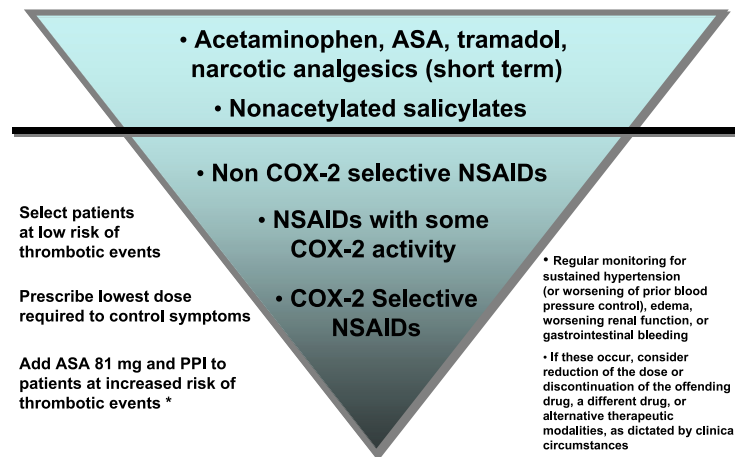 • Acetaminophen, ASA, tramadol,
narcotic analgesics (short term)
• Nonacetylated salicylates
• Non COX-2 selective NSAIDs
• NSAIDs with some
COX-2 activity
• COX-2 Selective
NSAIDs
Select patients
at low risk of
thrombotic events
Prescribe lowest dose
required to control symptoms
Add ASA 81 mg and PPI to
patients at increased risk of
thrombotic events *
• Regular monitoring for
sustained hypertension
(or worsening of prior blood
pressure control), edema,
worsening renal function, or
gastrointestinal bleeding
• If these occur, consider
reduction of the dose or
discontinuation of the offending
drug, a different drug, or
alternative therapeutic
modalities, as dictated by clinica
circumstances